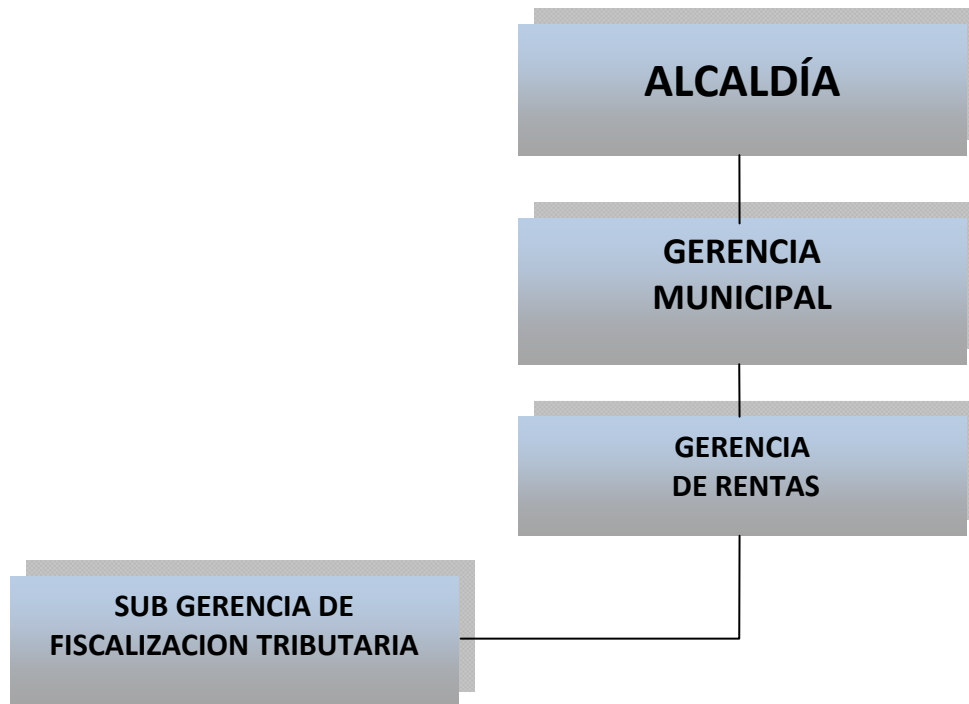 ALCALDÍA
GERENCIA
MUNICIPAL
GERENCIA
DE RENTAS
SUB GERENCIA DE
FISCALIZACION TRIBUTARIA